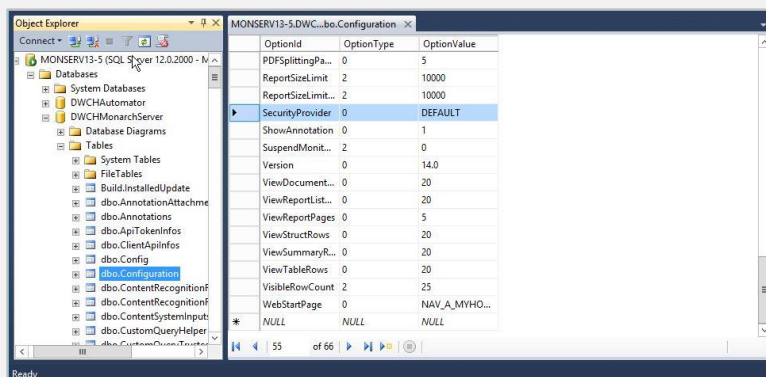 Object Explorer
Connect
MONSERV13-5 (SQL Server 12.0.2000 - M
Databases
System Databases
DWCHAutomator
DWCHMonarchServer
Database Diagrams
Tables
System Tables
FileTables
Build.InstalledUpdate
dbo.AnnotationAttachme
dbo.Annotations
dbo.ApiTokenInfos
dbo.ClientApiInfos
dbo.Config
dbo.Configuration
dbo.ContentRecognitionF
dbo.ContentRecognitionF
dbo.ContentSystemInputs
dbo.CustomQueryHelper
dbo.CustomQueryTrustee
MONSERV13-5.DWC...bo.Configuration
OptionId OptionType OptionValue
PDFSplittingPa... 0 5
ReportSizeLimit 2 10000
ReportSizeLimit... 2 10000
SecurityProvider 0 DEFAULT
ShowAnnotation 0 1
SuspendMonit... 2 0
Version 0 14.0
ViewDocument... 0 20
ViewReportList... 0 20
ViewReportPages 0 5
ViewStructRows 0 20
ViewSummaryR... 0 20
ViewTableRows 0 20
VisibleRowCount 2 25
WebStartPage 0 NAV_A_MYHO...
NULL NULL NULL
55 of 66
Ready